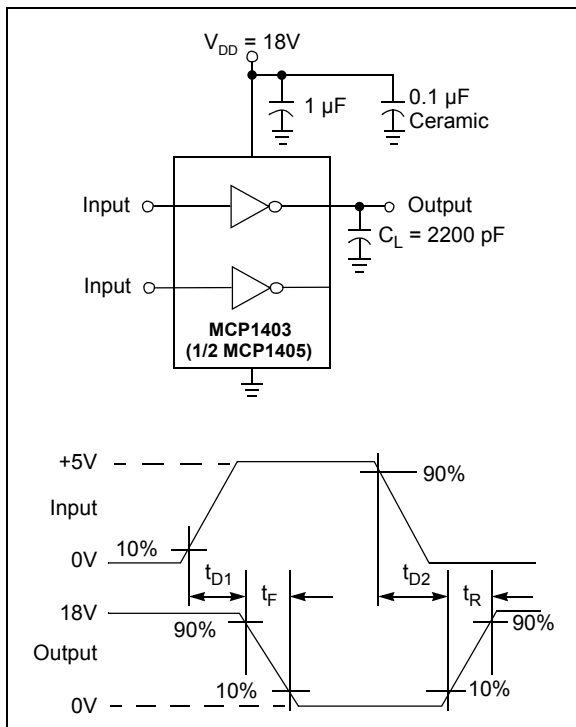 V_DD = 18V
1 µF
0.1 µF
Ceramic
Input
Output
C_L = 2200 pF
Input
MCP1403
(1/2 MCP1405)
+5V
90%
Input
10%
0V
t_D1
t_F
t_D2
t_R
18V
90%
90%
Output
10%
10%
0V